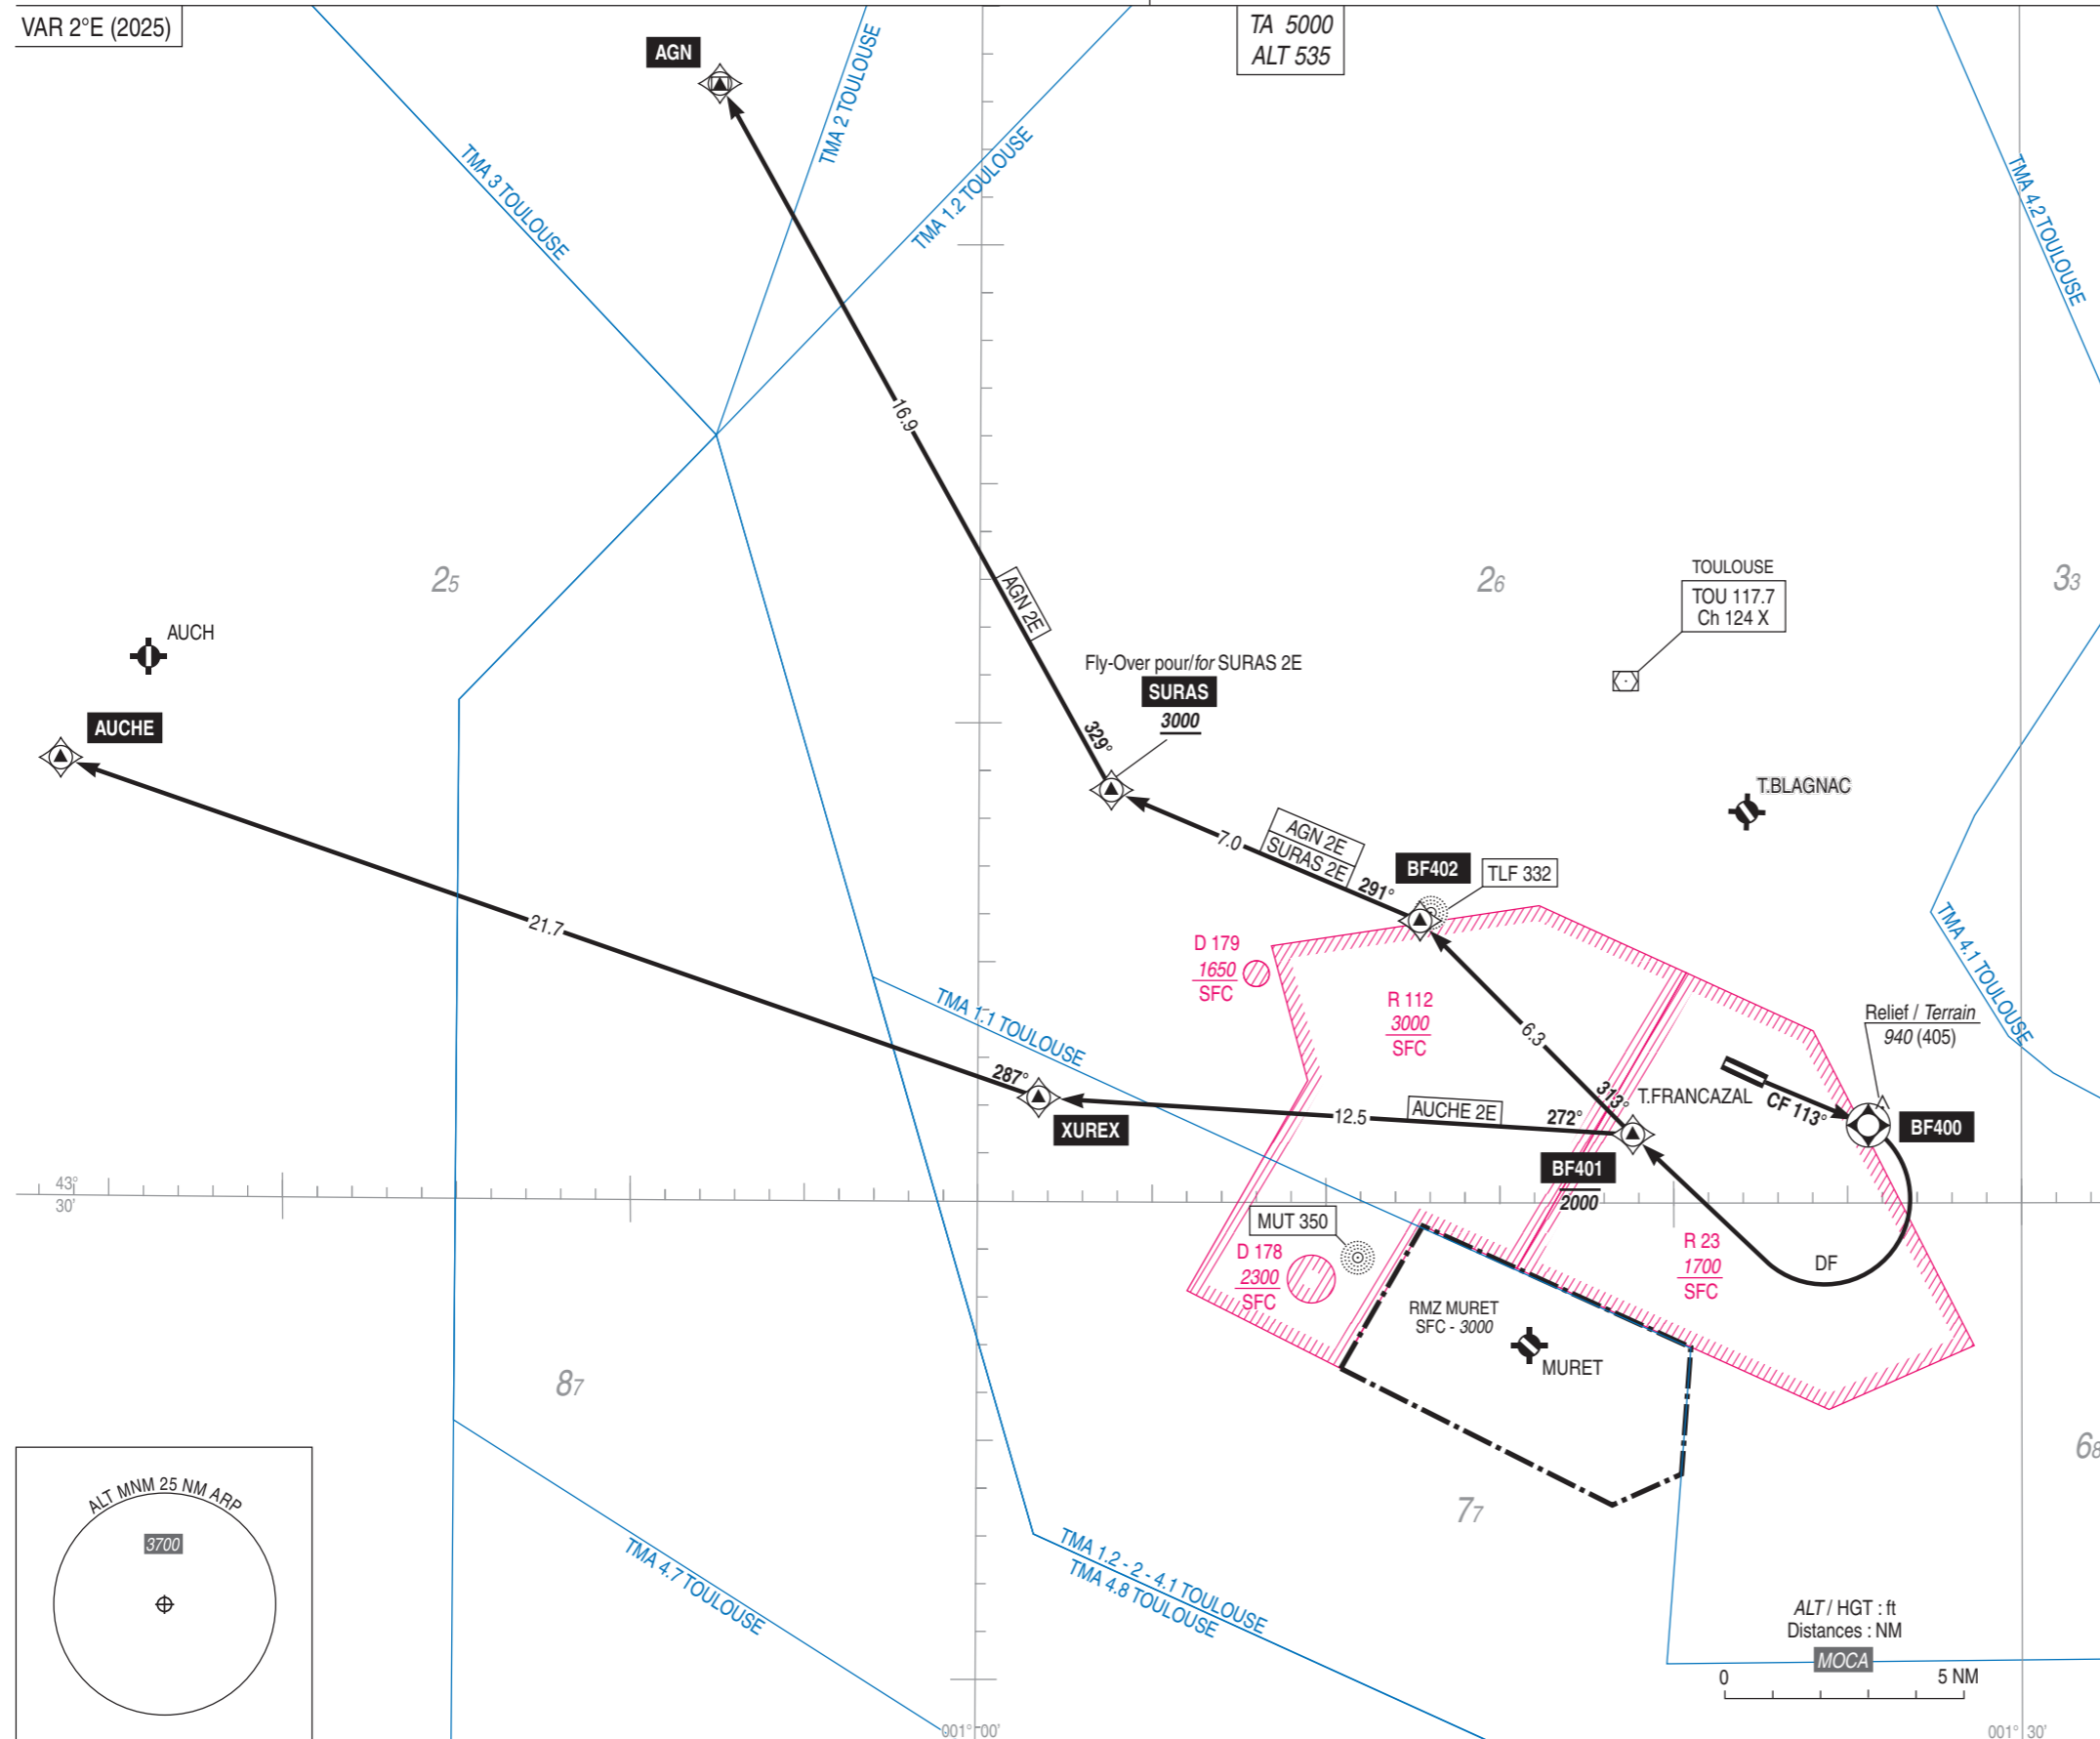 VAR 2°E (2025)
TA 5000
ALT 535
AGN
TMA 2 TOULOUSE
TMA 3 TOULOUSE
TMA 1.2 TOULOUSE
TMA 4.2 TOULOUSE
16.9
25
26
33
TOULOUSE
TOU 117.7
Ch 124 X
AGN 2E
AUCH
Fly-Over pour/for SURAS 2E
SURAS
3000
AUCHE
329°
T.BLAGNAC
7.0
AGN 2E
SURAS 2E
291°
BF402
TLF 332
21.7
D 179
1650
SFC
TMA 4.1 TOULOUSE
R 112
3000
SFC
TMA 1.1 TOULOUSE
6.3
Relief / Terrain
940 (405)
287°
313°
T.FRANCAZAL
CF 113°
BF400
12.5
AUCHE 2E
272°
XUREX
BF401
2000
43°
30'
MUT 350
D 178
2300
SFC
R 23
1700
SFC
DF
RMZ MURET
SFC - 3000
MURET
87
77
68
ALT MNM 25 NM ARP
3700
TMA 4.7 TOULOUSE
TMA 1.2 - 2 - 4.1 TOULOUSE
TMA 4.8 TOULOUSE
ALT / HGT : ft
Distances : NM
MOCA
0
5 NM
001° 00'
001° 30'